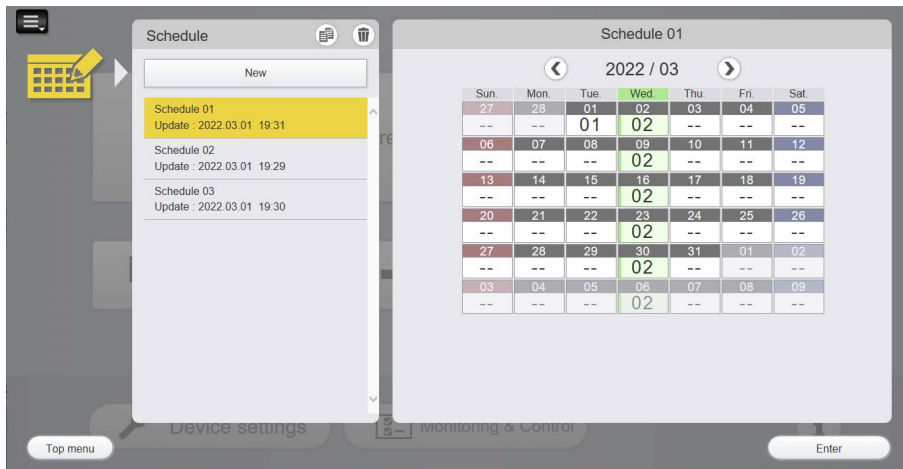 Schedule
New
Schedule 01
Update : 2022.03.01 19:31
Schedule 02
Update : 2022.03.01 19:29
Schedule 03
Update : 2022.03.01 19:30
Schedule 01
2022 / 03
Sun. Mon. Tue. Wed. Thu. Fri. Sat.
27 28 01 02 03 04 05
-- -- 01 02 -- -- --
06 07 08 09 10 11 12
-- -- -- 02 -- -- --
13 14 15 16 17 18 19
-- -- -- 02 -- -- --
20 21 22 23 24 25 26
-- -- -- 02 -- -- --
27 28 29 30 31 01 02
-- -- -- 02 -- -- --
03 04 05 06 07 08 09
-- -- -- 02 -- -- --
Device settings
Monitoring & Control
Top menu
Enter